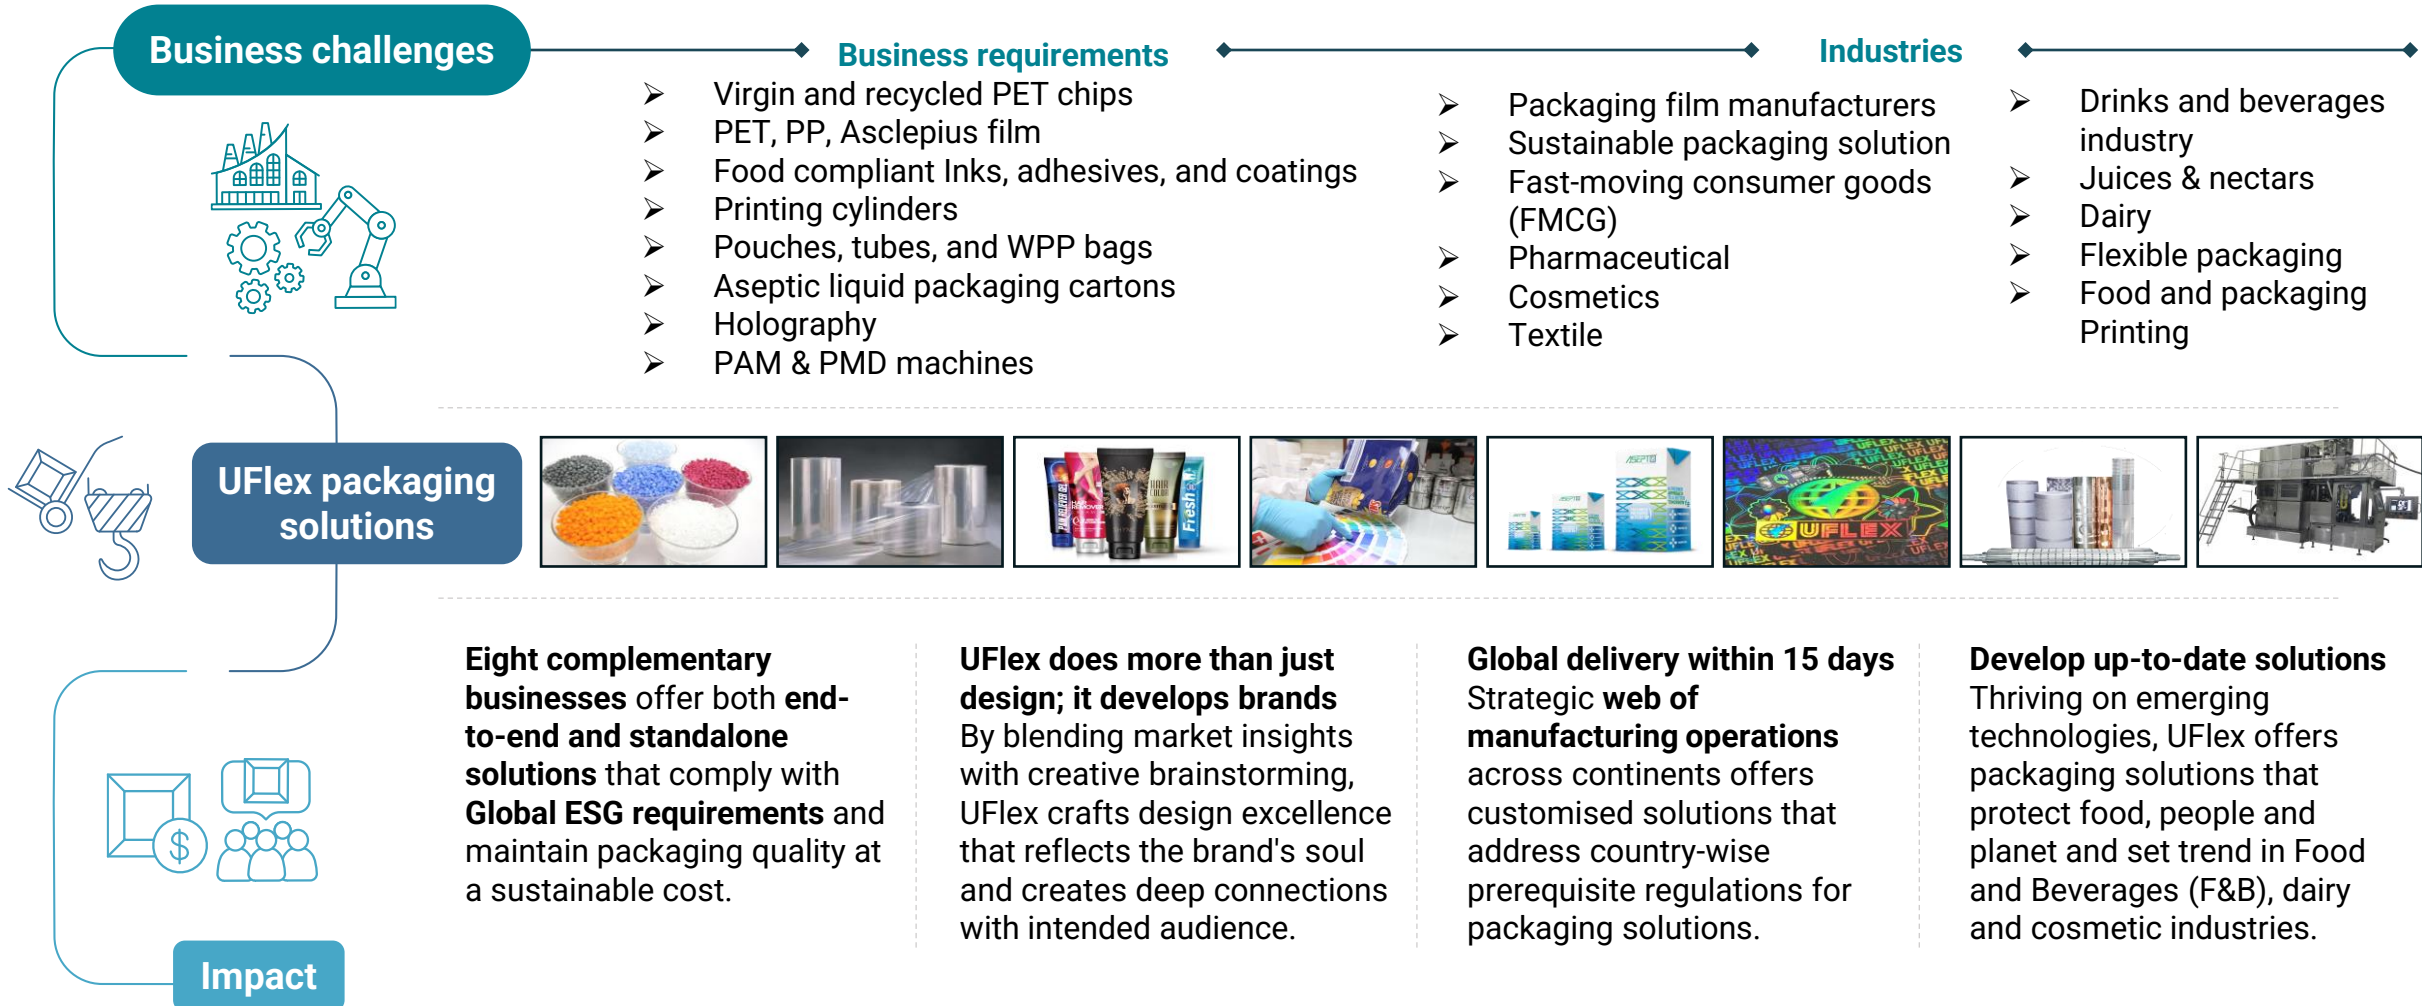 Business challenges
Business requirements
Industries
Virgin and recycled PET chips
PET, PP, Asclepius film
Food compliant Inks, adhesives, and coatings
Printing cylinders
Pouches, tubes, and WPP bags
Aseptic liquid packaging cartons
Holography
PAM & PMD machines
Packaging film manufacturers
Sustainable packaging solution
Fast-moving consumer goods
(FMCG)
Pharmaceutical
Cosmetics
Textile
Drinks and beverages
industry
Juices & nectars
Dairy
Flexible packaging
Food and packaging
Printing
UFlex packaging
solutions
PAIN RELIEVER GEL
REMOVER
HAIR
COLOR
Fresh
ASEPTO
ASEPTO
UFLEX
Eight complementary
businesses offer both end-
to-end and standalone
solutions that comply with
Global ESG requirements and
maintain packaging quality at
a sustainable cost.
UFlex does more than just
design; it develops brands
By blending market insights
with creative brainstorming,
UFlex crafts design excellence
that reflects the brand's soul
and creates deep connections
with intended audience.
Global delivery within 15 days
Strategic web of
manufacturing operations
across continents offers
customised solutions that
address country-wise
prerequisite regulations for
packaging solutions.
Develop up-to-date solutions
Thriving on emerging
technologies, UFlex offers
packaging solutions that
protect food, people and
planet and set trend in Food
and Beverages (F&B), dairy
and cosmetic industries.
$
Impact